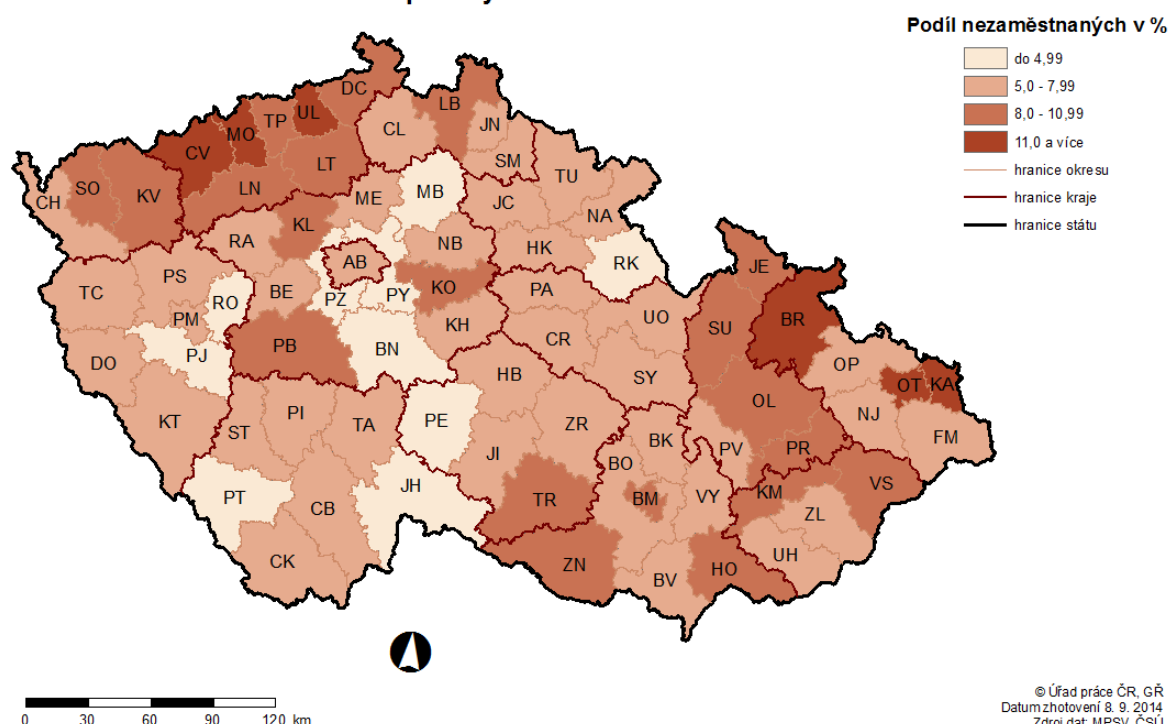 Podíl nezaměstnaných v %
do 4,99
5,0 - 7,99
8,0 - 10,99
11,0 a více
hranice okresu
hranice kraje
hranice státu
DC
LB
UL
TP
MO
CL
JN
CV
LT
SM
SO
KV
LN
MB
TU
CH
ME
JC
NA
KL
RA
NB
HK
AB
RK
JE
PS
TC
RO
BE
PZ
PY
KO
PA
PM
UO
SU
BR
KH
CR
DO
PJ
PB
BN
OP
HB
SY
OT
KA
OL
KT
ST
PI
TA
PE
ZR
NJ
FM
BK
PV
PR
JI
BO
PT
JH
TR
BM
VY
KM
VS
CB
ZL
CK
ZN
BV
HO
UH
0 30 60 90 120 km
© Úřad práce ČR, GŘ
Datum zhotovení 8. 9. 2014
Zdroj dat: MPSV, ČSÚ